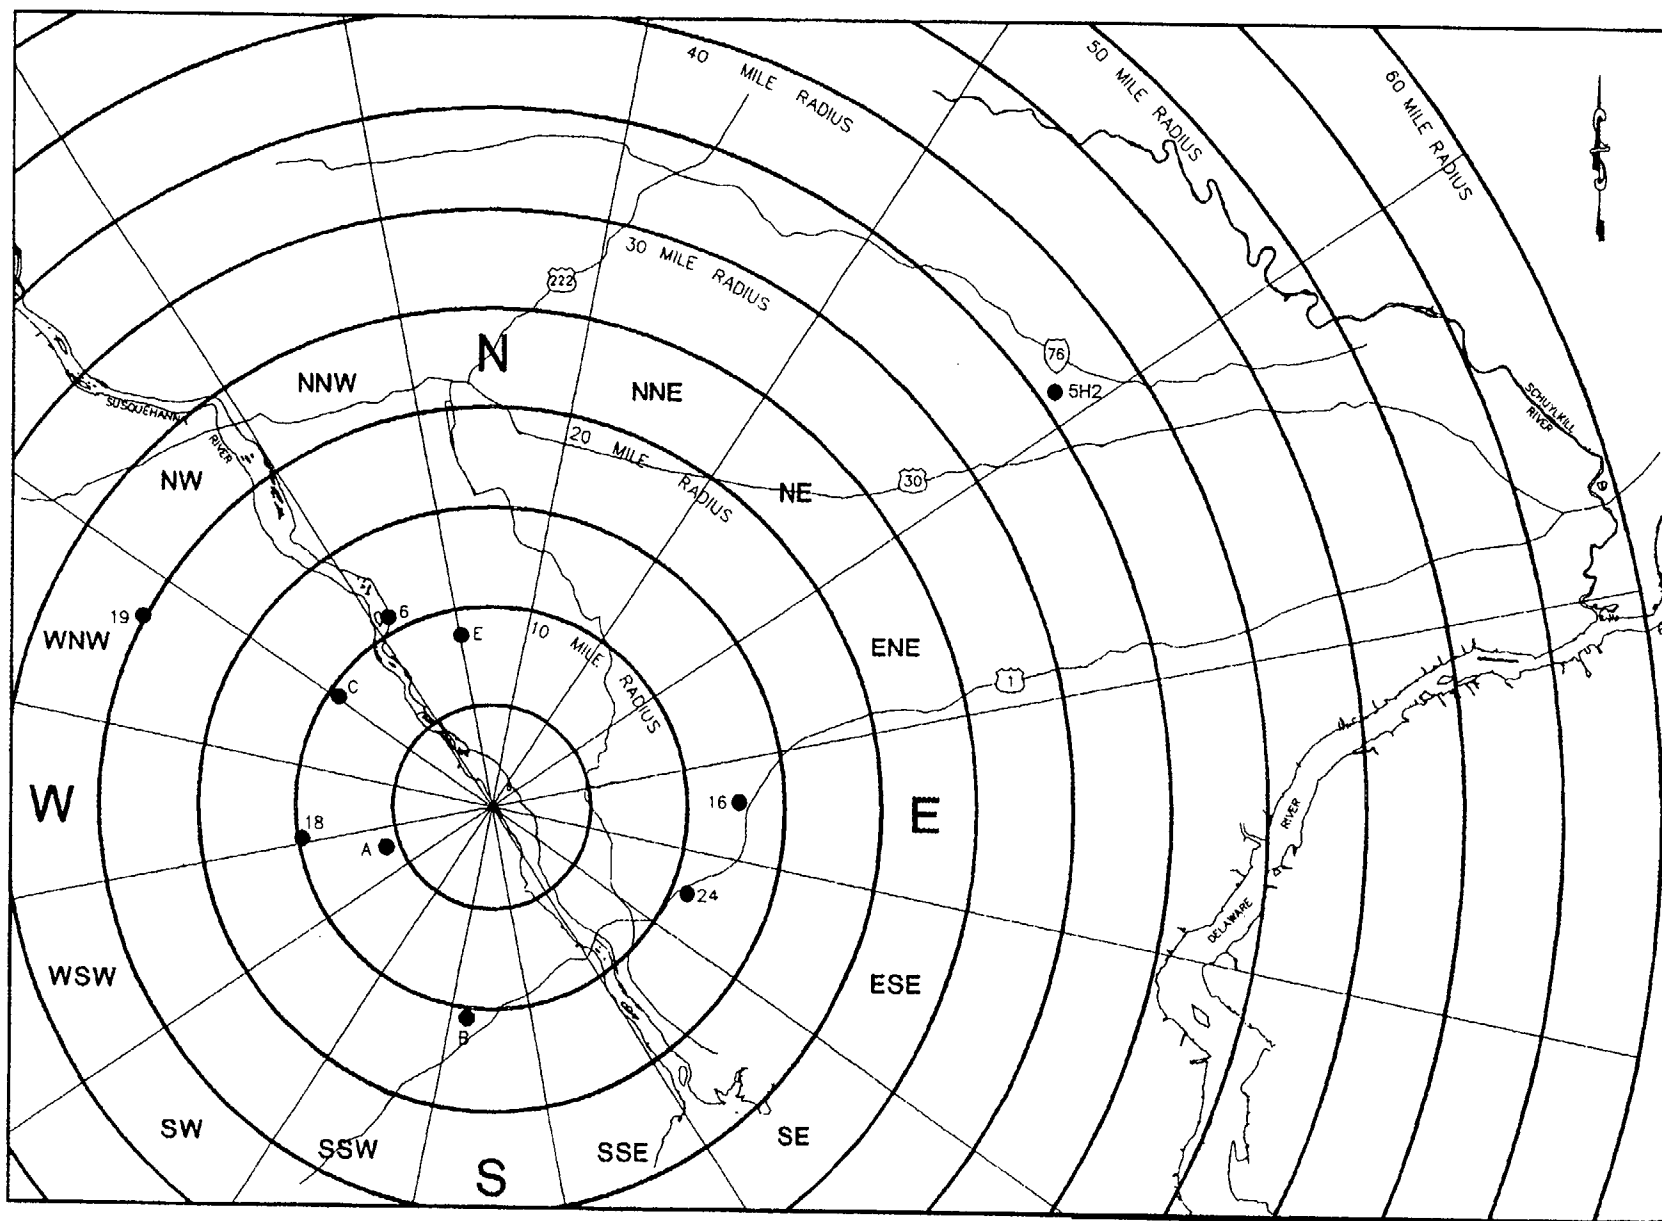 40 MILE RADIUS
50 MILE RADIUS
60 MILE RADIUS
30 MILE RADIUS
222
N
NNW
NNE
76
5H2
SUSQUEHANNA
RIVER
SCHUYLKILL
RIVER
20 MILE RADIUS
NW
NE
30
19
6
E
10 MILE RADIUS
WNW
ENE
C
1
W
16
E
18
A
RIVER
DELAWARE
24
WSW
ESE
B
SW
SSW
SSE
SE
S